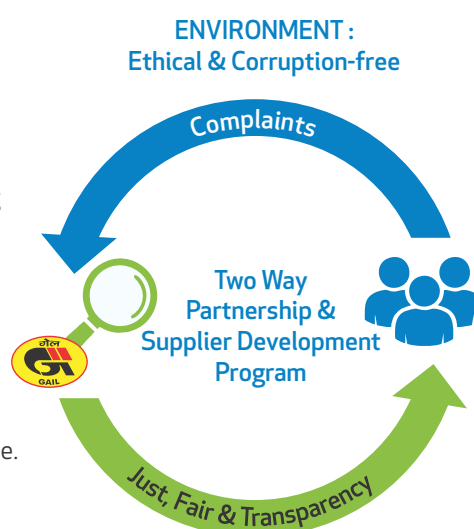 ENVIRONMENT :
Ethical & Corruption-free
Complaints
Two Way
Partnership &
Supplier Development
Program
गेल
GAIL
e.
Just, Fair & Transparency